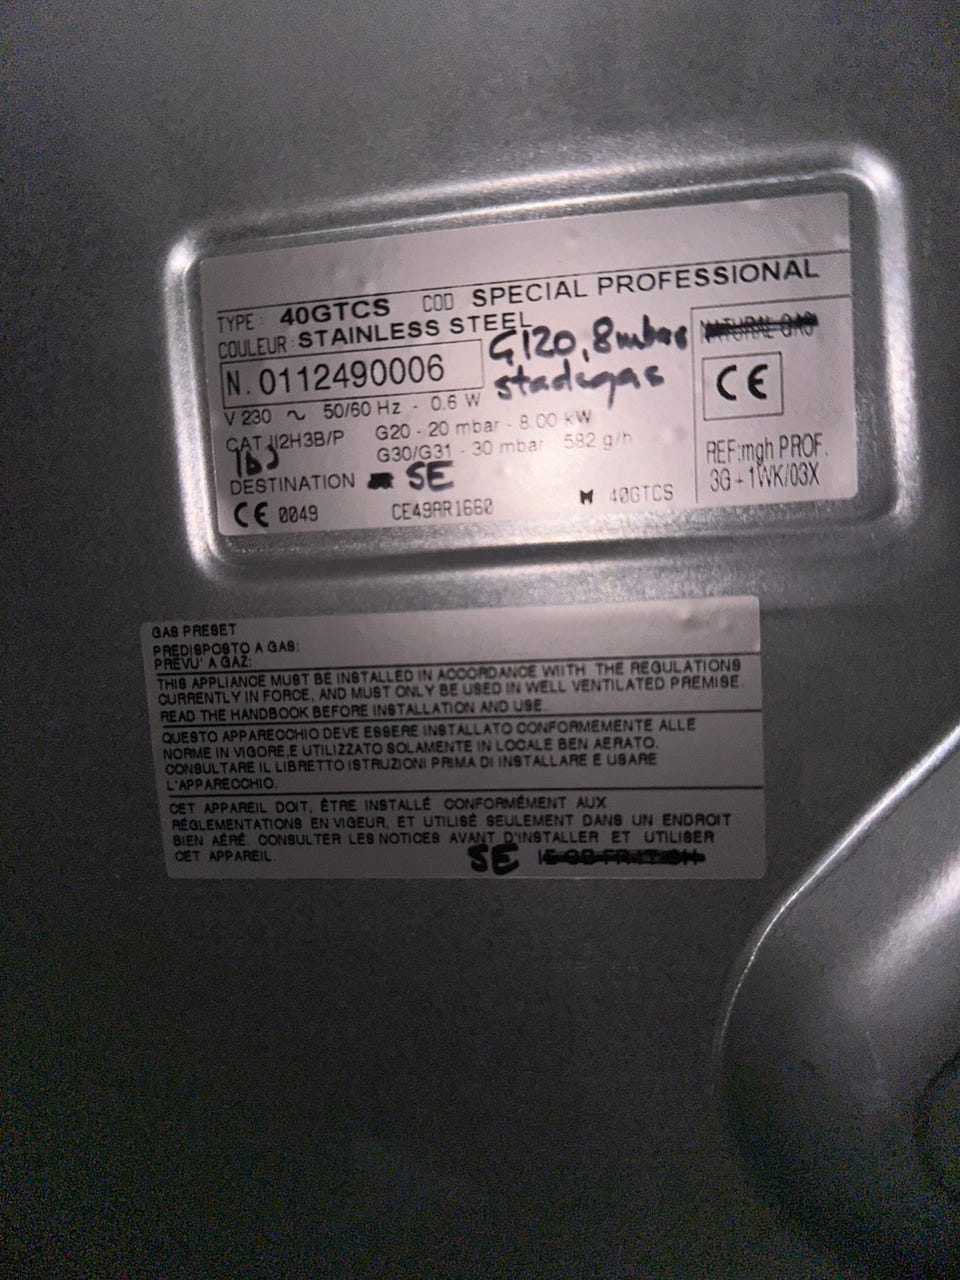 TYPE: 40GTCS COD SPECIAL PROFESSIONAL
COULEUR: STAINLESS STEEL
G120, 8mbar
NATURAL GAS
N. 0112490006
stadsgas
CE
V 230 ~ 50/60 Hz - 0.6 W
CAT II2H3B/P G20 - 20 mbar - 8.00 kW
G30/G31 - 30 mbar 582 g/h
REF:mgh PROF.
3G+1WK/03X
DESTINATION SE
CE 0049 CE49AR1660 40GTCS
GAS PRESET
PREDISPOSTO A GAS:
PREVU' A GAZ:
THIS APPLIANCE MUST BE INSTALLED IN ACOORDANCE WIITH THE REGULATIONS
CURRENTLY IN FORCE, AND MUST ONLY BE USED IN WELL VENTILATED PREMISE.
READ THE HANDBOOK BEFORE INSTALLATION AND USE.
QUESTO APPARECCHIO DEVE ESSERE INSTALLATO CONFORMEMENTE ALLE
NORME IN VIGORE,E UTILIZZATO SOLAMENTE IN LOCALE BEN AERATO.
CONSULTARE IL LIBRETTO ISTRUZIONI PRIMA DI INSTALLARE E USARE
L'APPARECCHIO.
CET APPAREIL DOIT, ÊTRE INSTALLÉ CONFORMÉMENT AUX
RÉGLEMENTATIONS EN VIGEUR, ET UTILISÉ SEULEMENT DANS UN ENDROIT
BIEN AÉRÉ. CONSULTER LES NOTICES AVANT D'INSTALLER ET UTILISER
CET APPAREIL. SE